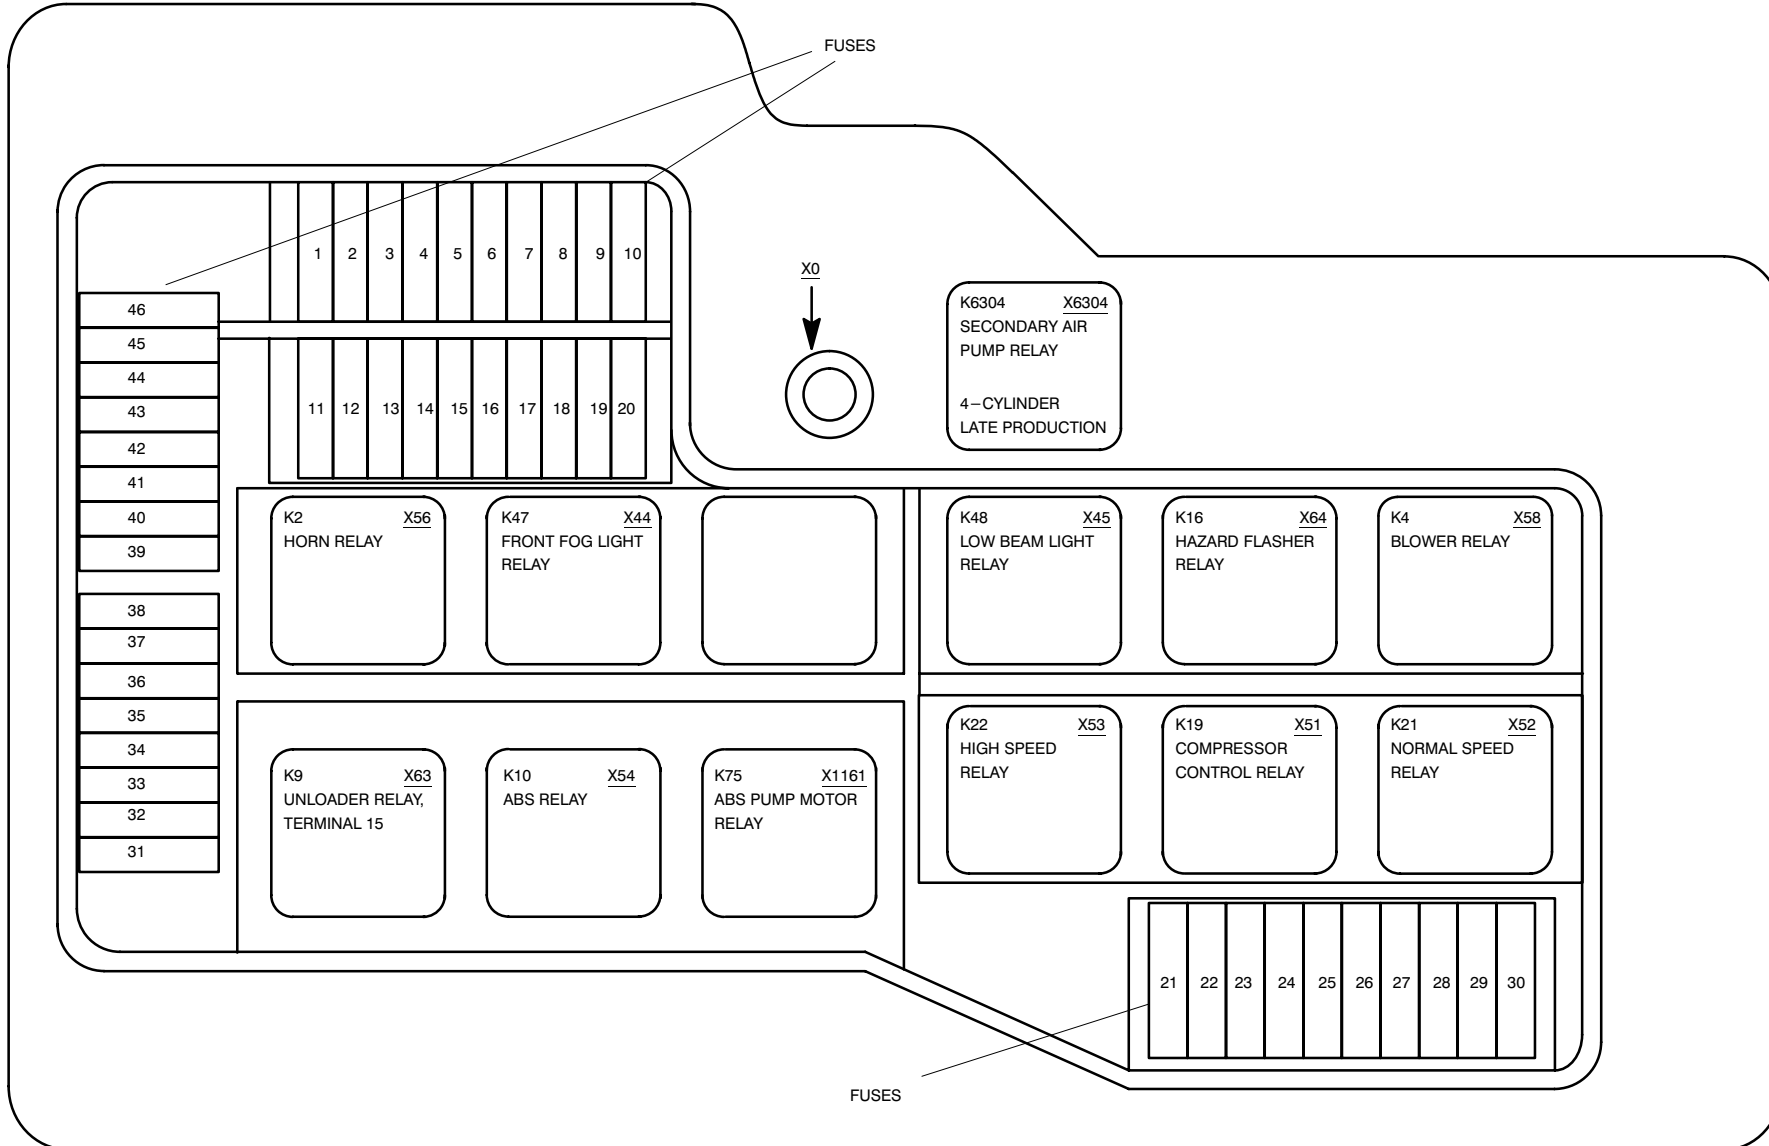 FUSES
1 2 3 4 5 6 7 8 9 10
X0
K6304 X6304
SECONDARY AIR
PUMP RELAY
4–CYLINDER
LATE PRODUCTION
46
45
44
43
42
41
40
39
38
37
36
35
34
33
32
31
11 12 13 14 15 16 17 18 19 20
K2 X56
HORN RELAY
K47 X44
FRONT FOG LIGHT
RELAY
K48 X45
LOW BEAM LIGHT
RELAY
K16 X64
HAZARD FLASHER
RELAY
K4 X58
BLOWER RELAY
K9 X63
UNLOADER RELAY,
TERMINAL 15
K10 X54
ABS RELAY
K75 X1161
ABS PUMP MOTOR
RELAY
K22 X53
HIGH SPEED
RELAY
K19 X51
COMPRESSOR
CONTROL RELAY
K21 X52
NORMAL SPEED
RELAY
21 22 23 24 25 26 27 28 29 30
FUSES